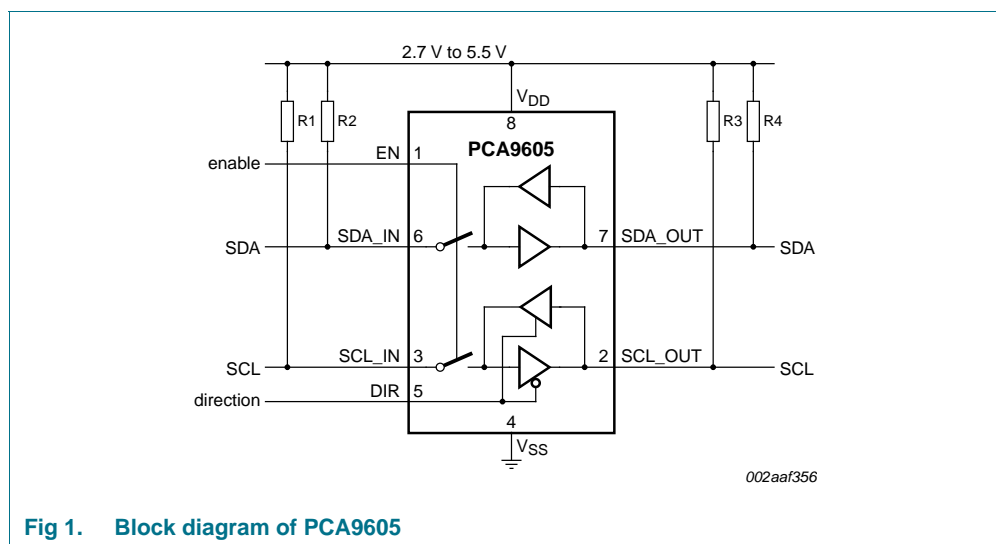 2.7 V to 5.5 V
VDD
8
R1
R2
R3
R4
PCA9605
enable
EN
1
SDA
SDA_IN
6
7
SDA_OUT
SDA
SCL
SCL_IN
3
2
SCL_OUT
SCL
direction
DIR
5
4
VSS
002aaf356
Fig 1. Block diagram of PCA9605